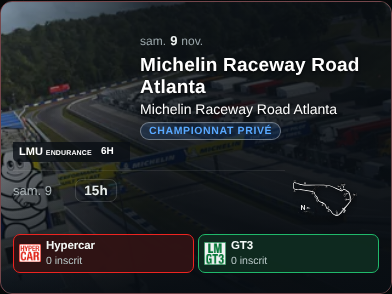 sam. 9 nov.
Michelin Raceway Road
Atlanta
Michelin Raceway Road Atlanta
CHAMPIONNAT PRIVÉ
MICHELIN
LMU ENDURANCE 6H
sam. 9 15h
N
HYPER
CAR
Hypercar
0 inscrit
LM
GT3
GT3
0 inscrit